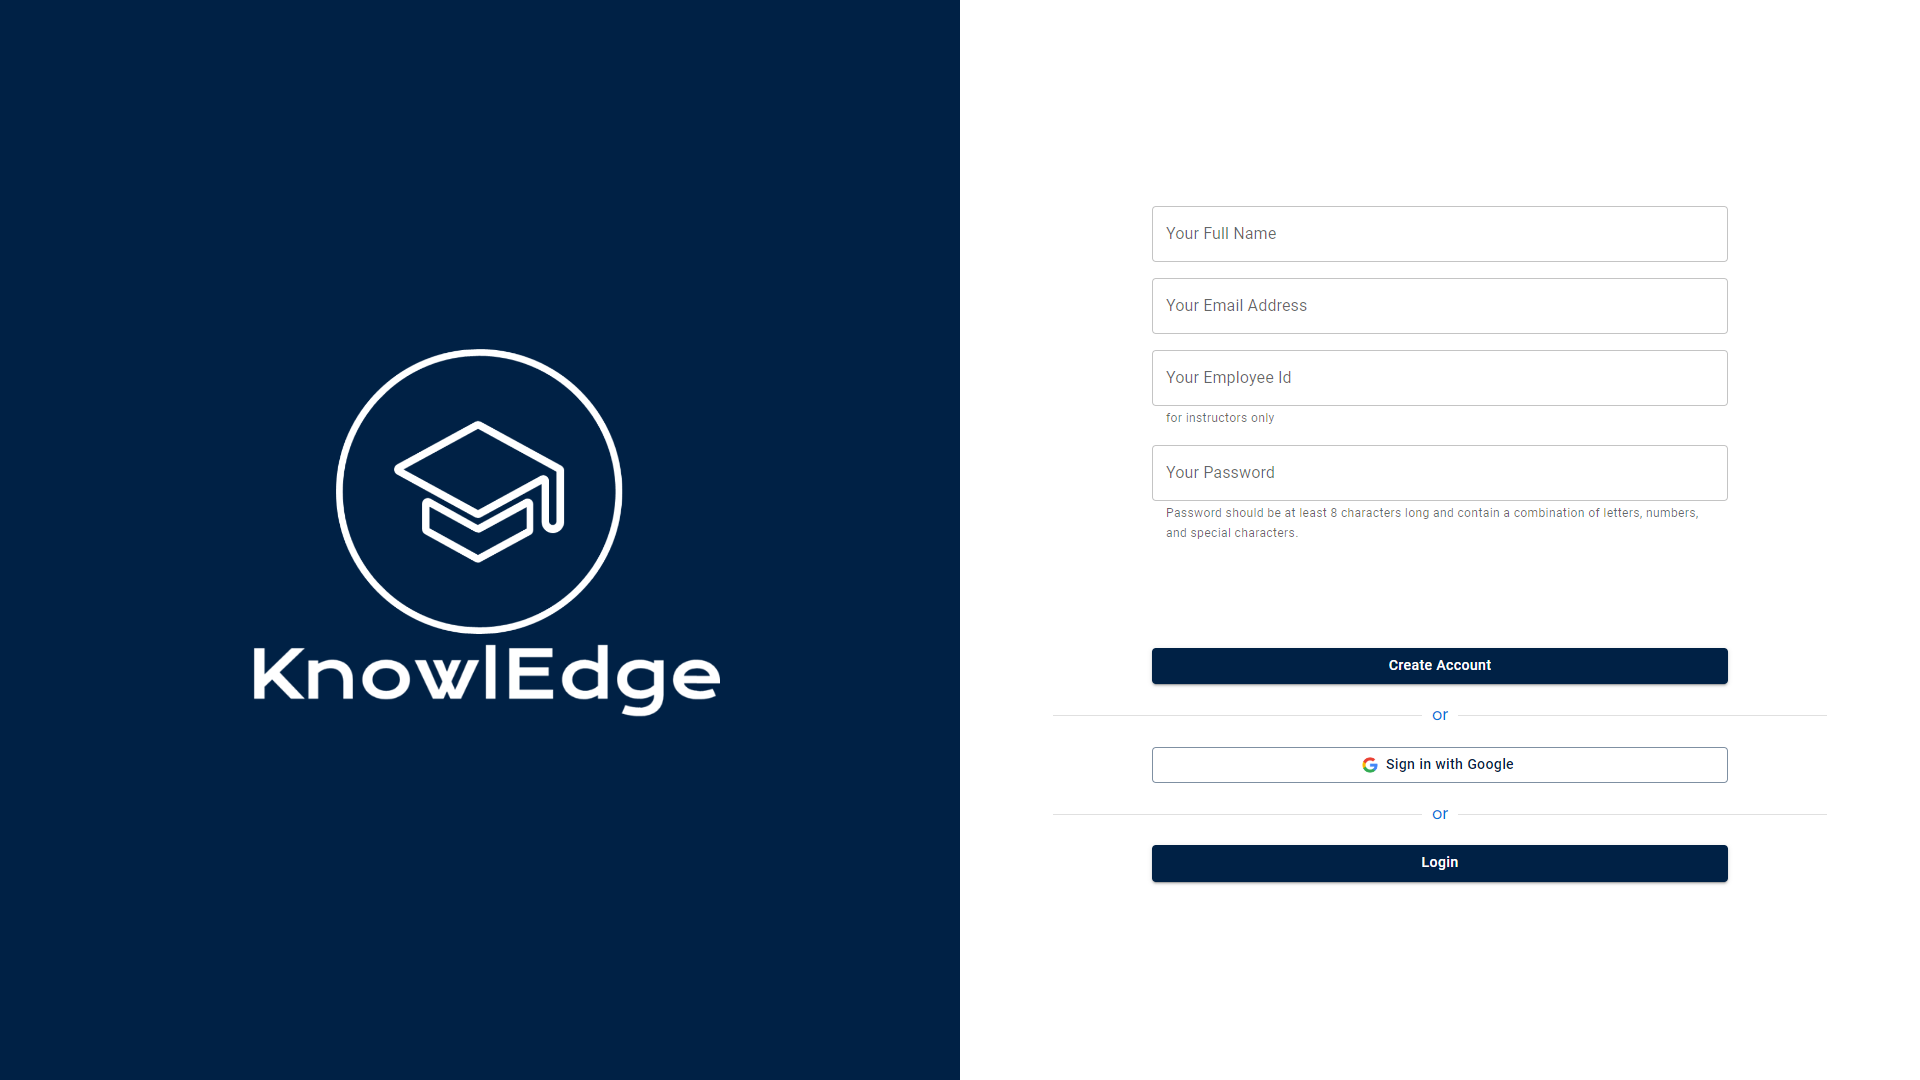 KnowlEdge
Your Full Name
Your Email Address
Your Employee Id
for instructors only
Your Password
Password should be at least 8 characters long and contain a combination of letters, numbers,
and special characters.
Create Account
or
Sign in with Google
or
Login